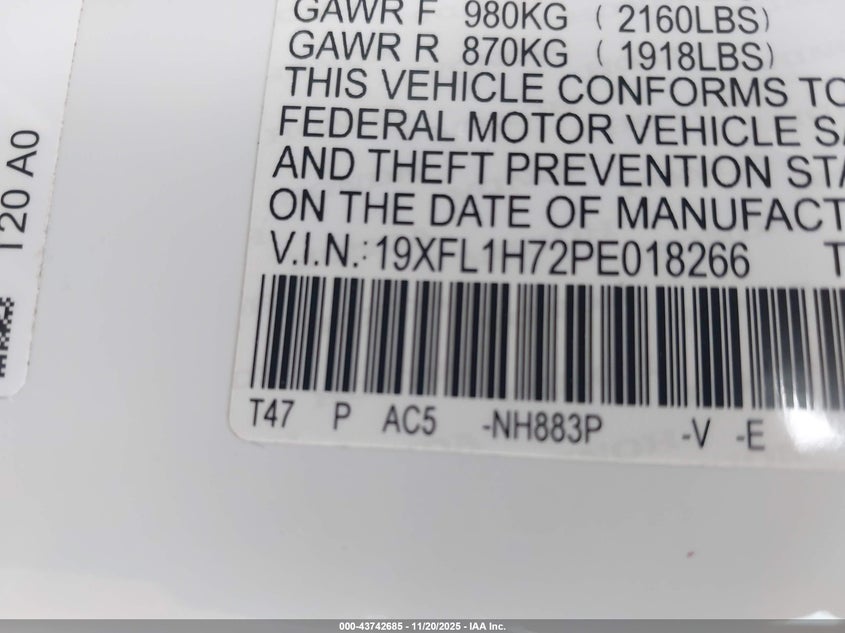 GAWR F 980KG ( 2160LBS)
GAWR R 870KG ( 1918LBS)
THIS VEHICLE CONFORMS TO
FEDERAL MOTOR VEHICLE SA
AND THEFT PREVENTION STA
ON THE DATE OF MANUFACT
V.I.N.:19XFL1H72PE018266 T
T47 P AC5 -NH883P -V -E
T20 A0
000-43742685 - 11/20/2025 - IAA Inc.